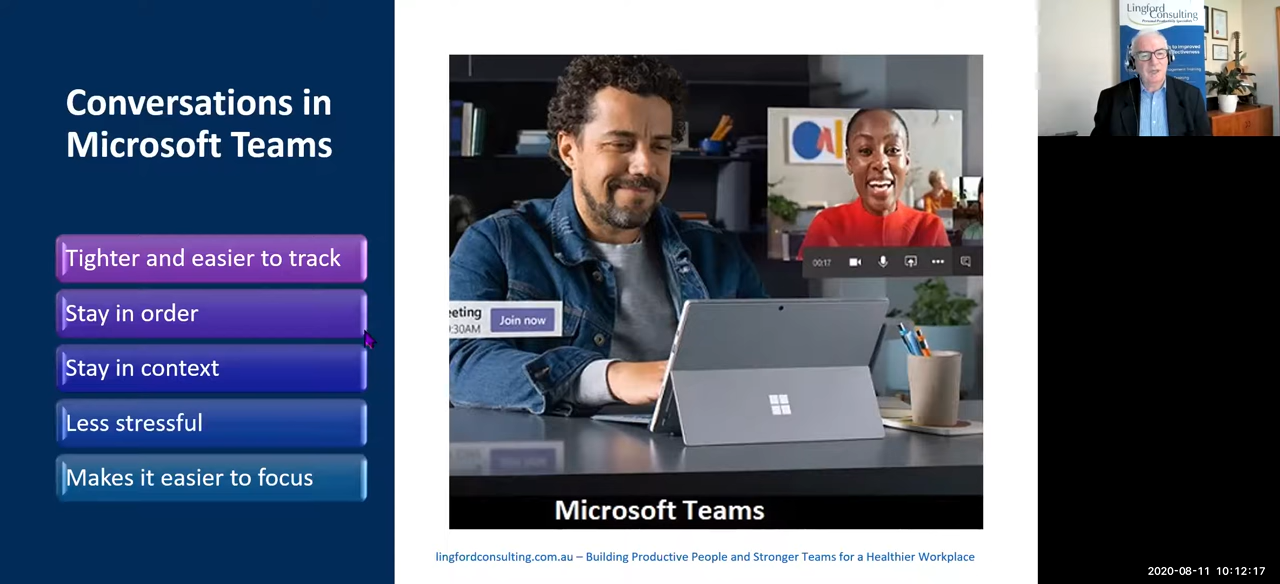 Conversations in
Microsoft Teams
Tighter and easier to track
Stay in order
Stay in context
Less stressful
Makes it easier to focus
00:17
eeting
:30AM
Join now
Microsoft Teams
lingfordconsulting.com.au – Building Productive People and Stronger Teams for a Healthier Workplace
Lingford
Consulting
2020-08-11 10:12:17